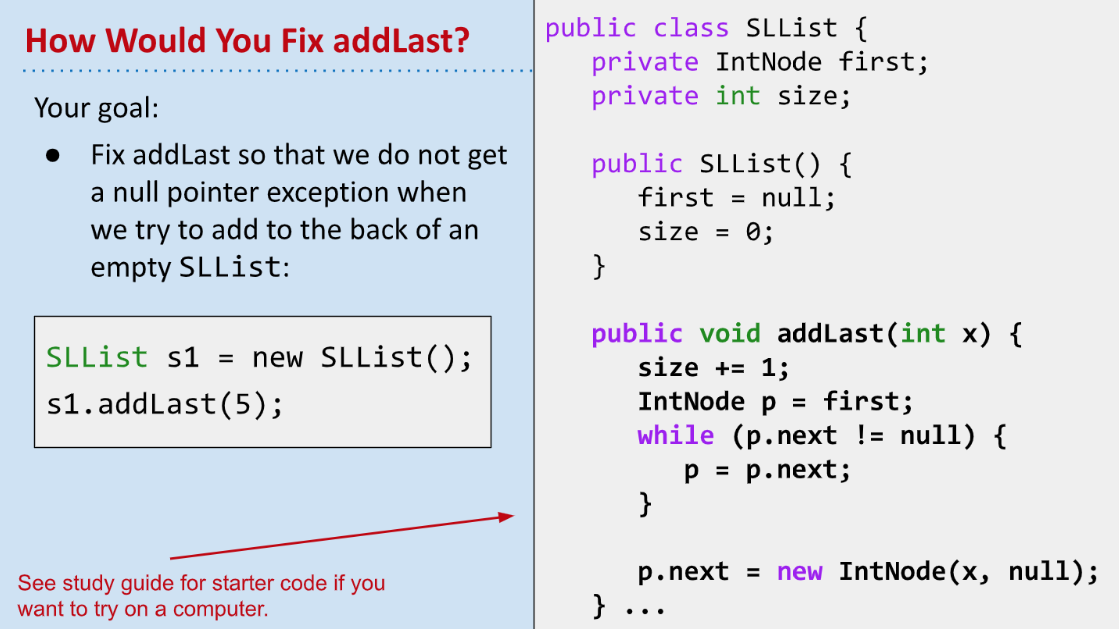 How Would You Fix addLast?
Your goal:
● Fix addLast so that we do not get
a null pointer exception when
we try to add to the back of an
empty SLList:
SLList s1 = new SLList();
s1.addLast(5);
See study guide for starter code if you
want to try on a computer.
public class SLList {
   private IntNode first;
   private int size;

   public SLList() {
      first = null;
      size = 0;
   }

   public void addLast(int x) {
      size += 1;
      IntNode p = first;
      while (p.next != null) {
         p = p.next;
      }

      p.next = new IntNode(x, null);
   } ...